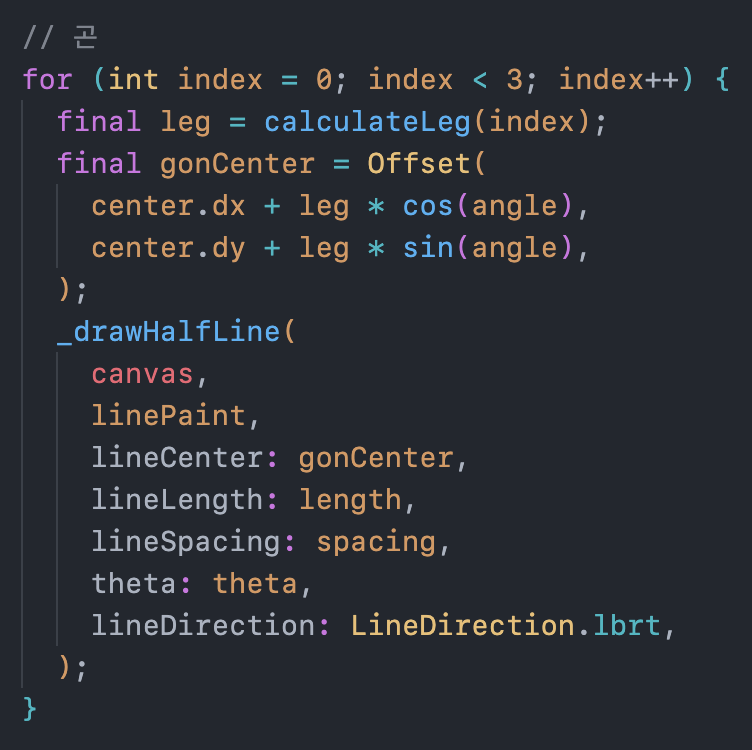 // 곤
for (int index = 0; index < 3; index++) {
  final leg = calculateLeg(index);
  final gonCenter = Offset(
    center.dx + leg * cos(angle),
    center.dy + leg * sin(angle),
  );
  _drawHalfLine(
    canvas,
    linePaint,
    lineCenter: gonCenter,
    lineLength: length,
    lineSpacing: spacing,
    theta: theta,
    lineDirection: LineDirection.lbrt,
  );
}